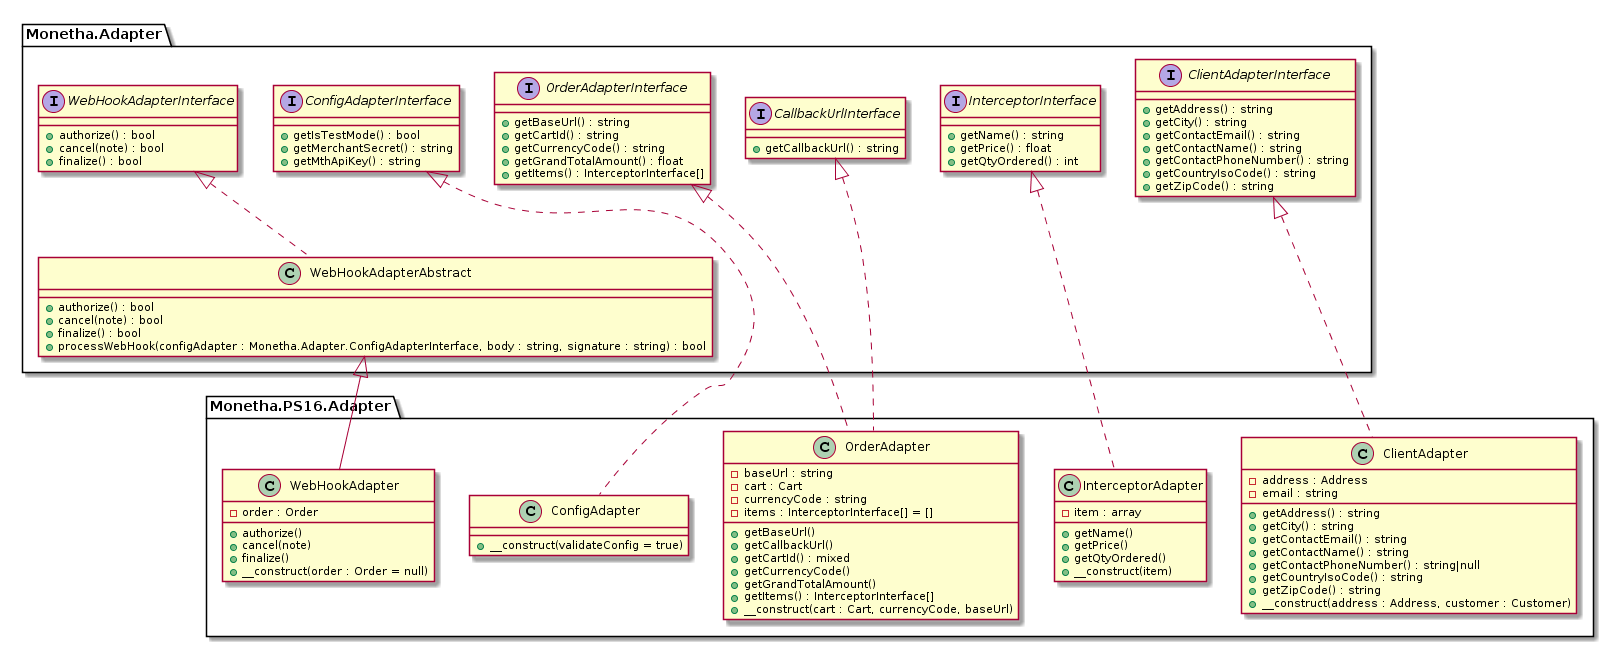 Monetha.Adapter
I WebHookAdapterInterface
authorize() : bool
cancel(note) : bool
finalize() : bool
I ConfigAdapterInterface
getIsTestMode() : bool
getMerchantSecret() : string
getMthApiKey() : string
I OrderAdapterInterface
getBaseUrl() : string
getCartId() : string
getCurrencyCode() : string
getGrandTotalAmount() : float
getItems() : InterceptorInterface[]
I CallbackUrlInterface
getCallbackUrl() : string
I InterceptorInterface
getName() : string
getPrice() : float
getQtyOrdered() : int
I ClientAdapterInterface
getAddress() : string
getCity() : string
getContactEmail() : string
getContactName() : string
getContactPhoneNumber() : string
getCountryIsoCode() : string
getZipCode() : string
C WebHookAdapterAbstract
authorize() : bool
cancel(note) : bool
finalize() : bool
processWebHook(configAdapter : Monetha.Adapter.ConfigAdapterInterface, body : string, signature : string) : bool
Monetha.PS16.Adapter
C WebHookAdapter
order : Order
authorize()
cancel(note)
finalize()
__construct(order : Order = null)
C ConfigAdapter
__construct(validateConfig = true)
C OrderAdapter
baseUrl : string
cart : Cart
currencyCode : string
items : InterceptorInterface[] = []
getBaseUrl()
getCallbackUrl()
getCartId() : mixed
getCurrencyCode()
getGrandTotalAmount()
getItems() : InterceptorInterface[]
__construct(cart : Cart, currencyCode, baseUrl)
C InterceptorAdapter
item : array
getName()
getPrice()
getQtyOrdered()
__construct(item)
C ClientAdapter
address : Address
email : string
getAddress() : string
getCity() : string
getContactEmail() : string
getContactName() : string
getContactPhoneNumber() : string|null
getCountryIsoCode() : string
getZipCode() : string
__construct(address : Address, customer : Customer)